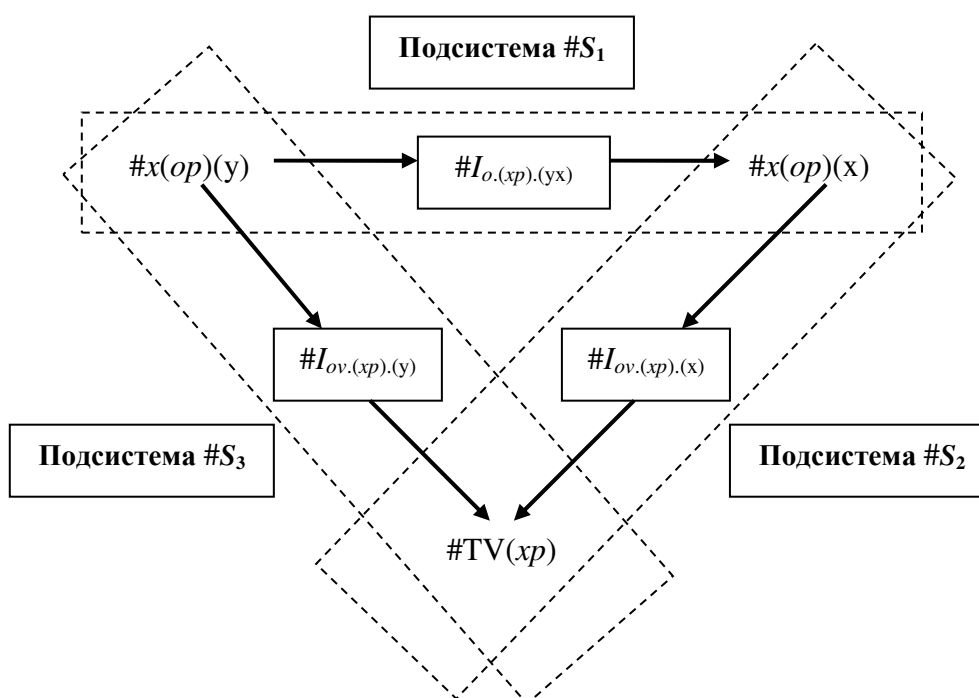 Подсистема #S₁
#x(op)(y)
#Iₒ.₍ₓₚ₎.₍yx₎
#x(op)(x)
#Iₒᵥ.₍ₓₚ₎.₍y₎
#Iₒᵥ.₍ₓₚ₎.₍ₓ₎
Подсистема #S₃
Подсистема #S₂
#TV(xp)